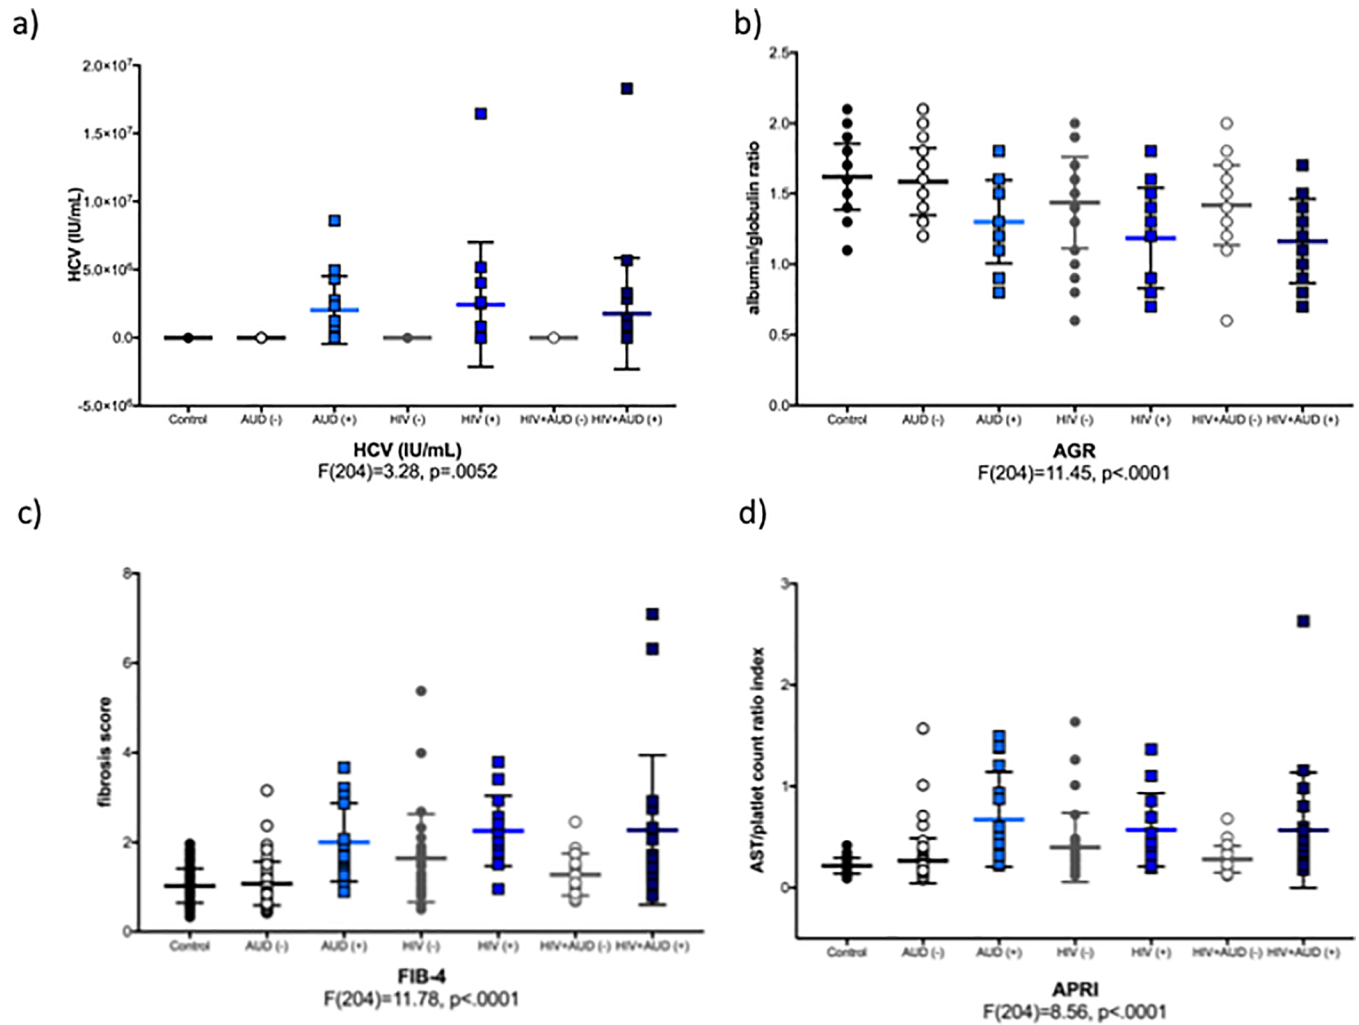 a)
2.0×10⁷
1.5×10⁷
1.0×10⁷
5.0×10⁶
0.0
-5.0×10⁶
HCV (IU/mL)
Control AUD (-) AUD (+) HIV (-) HIV (+) HIV+AUD (-) HIV+AUD (+)
HCV (IU/mL)
F(204)=3.28, p=.0052
b)
2.5
2.0
1.5
1.0
0.5
0.0
albumin/globulin ratio
Control AUD (-) AUD (+) HIV (-) HIV (+) HIV+AUD (-) HIV+AUD (+)
AGR
F(204)=11.45, p<.0001
c)
8
6
4
2
0
fibrosis score
Control AUD (-) AUD (+) HIV (-) HIV (+) HIV+AUD (-) HIV+AUD (+)
FIB-4
F(204)=11.78, p<.0001
d)
3
2
1
0
AST/platlet count ratio index
Control AUD (-) AUD (+) HIV (-) HIV (+) HIV+AUD (-) HIV+AUD (+)
APRI
F(204)=8.56, p<.0001